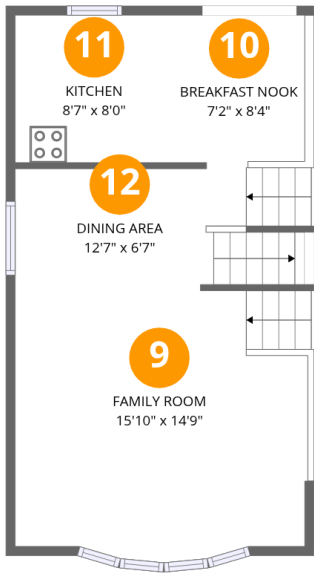 11
KITCHEN
8'7" x 8'0"
10
BREAKFAST NOOK
7'2" x 8'4"
12
DINING AREA
12'7" x 6'7"
9
FAMILY ROOM
15'10" x 14'9"